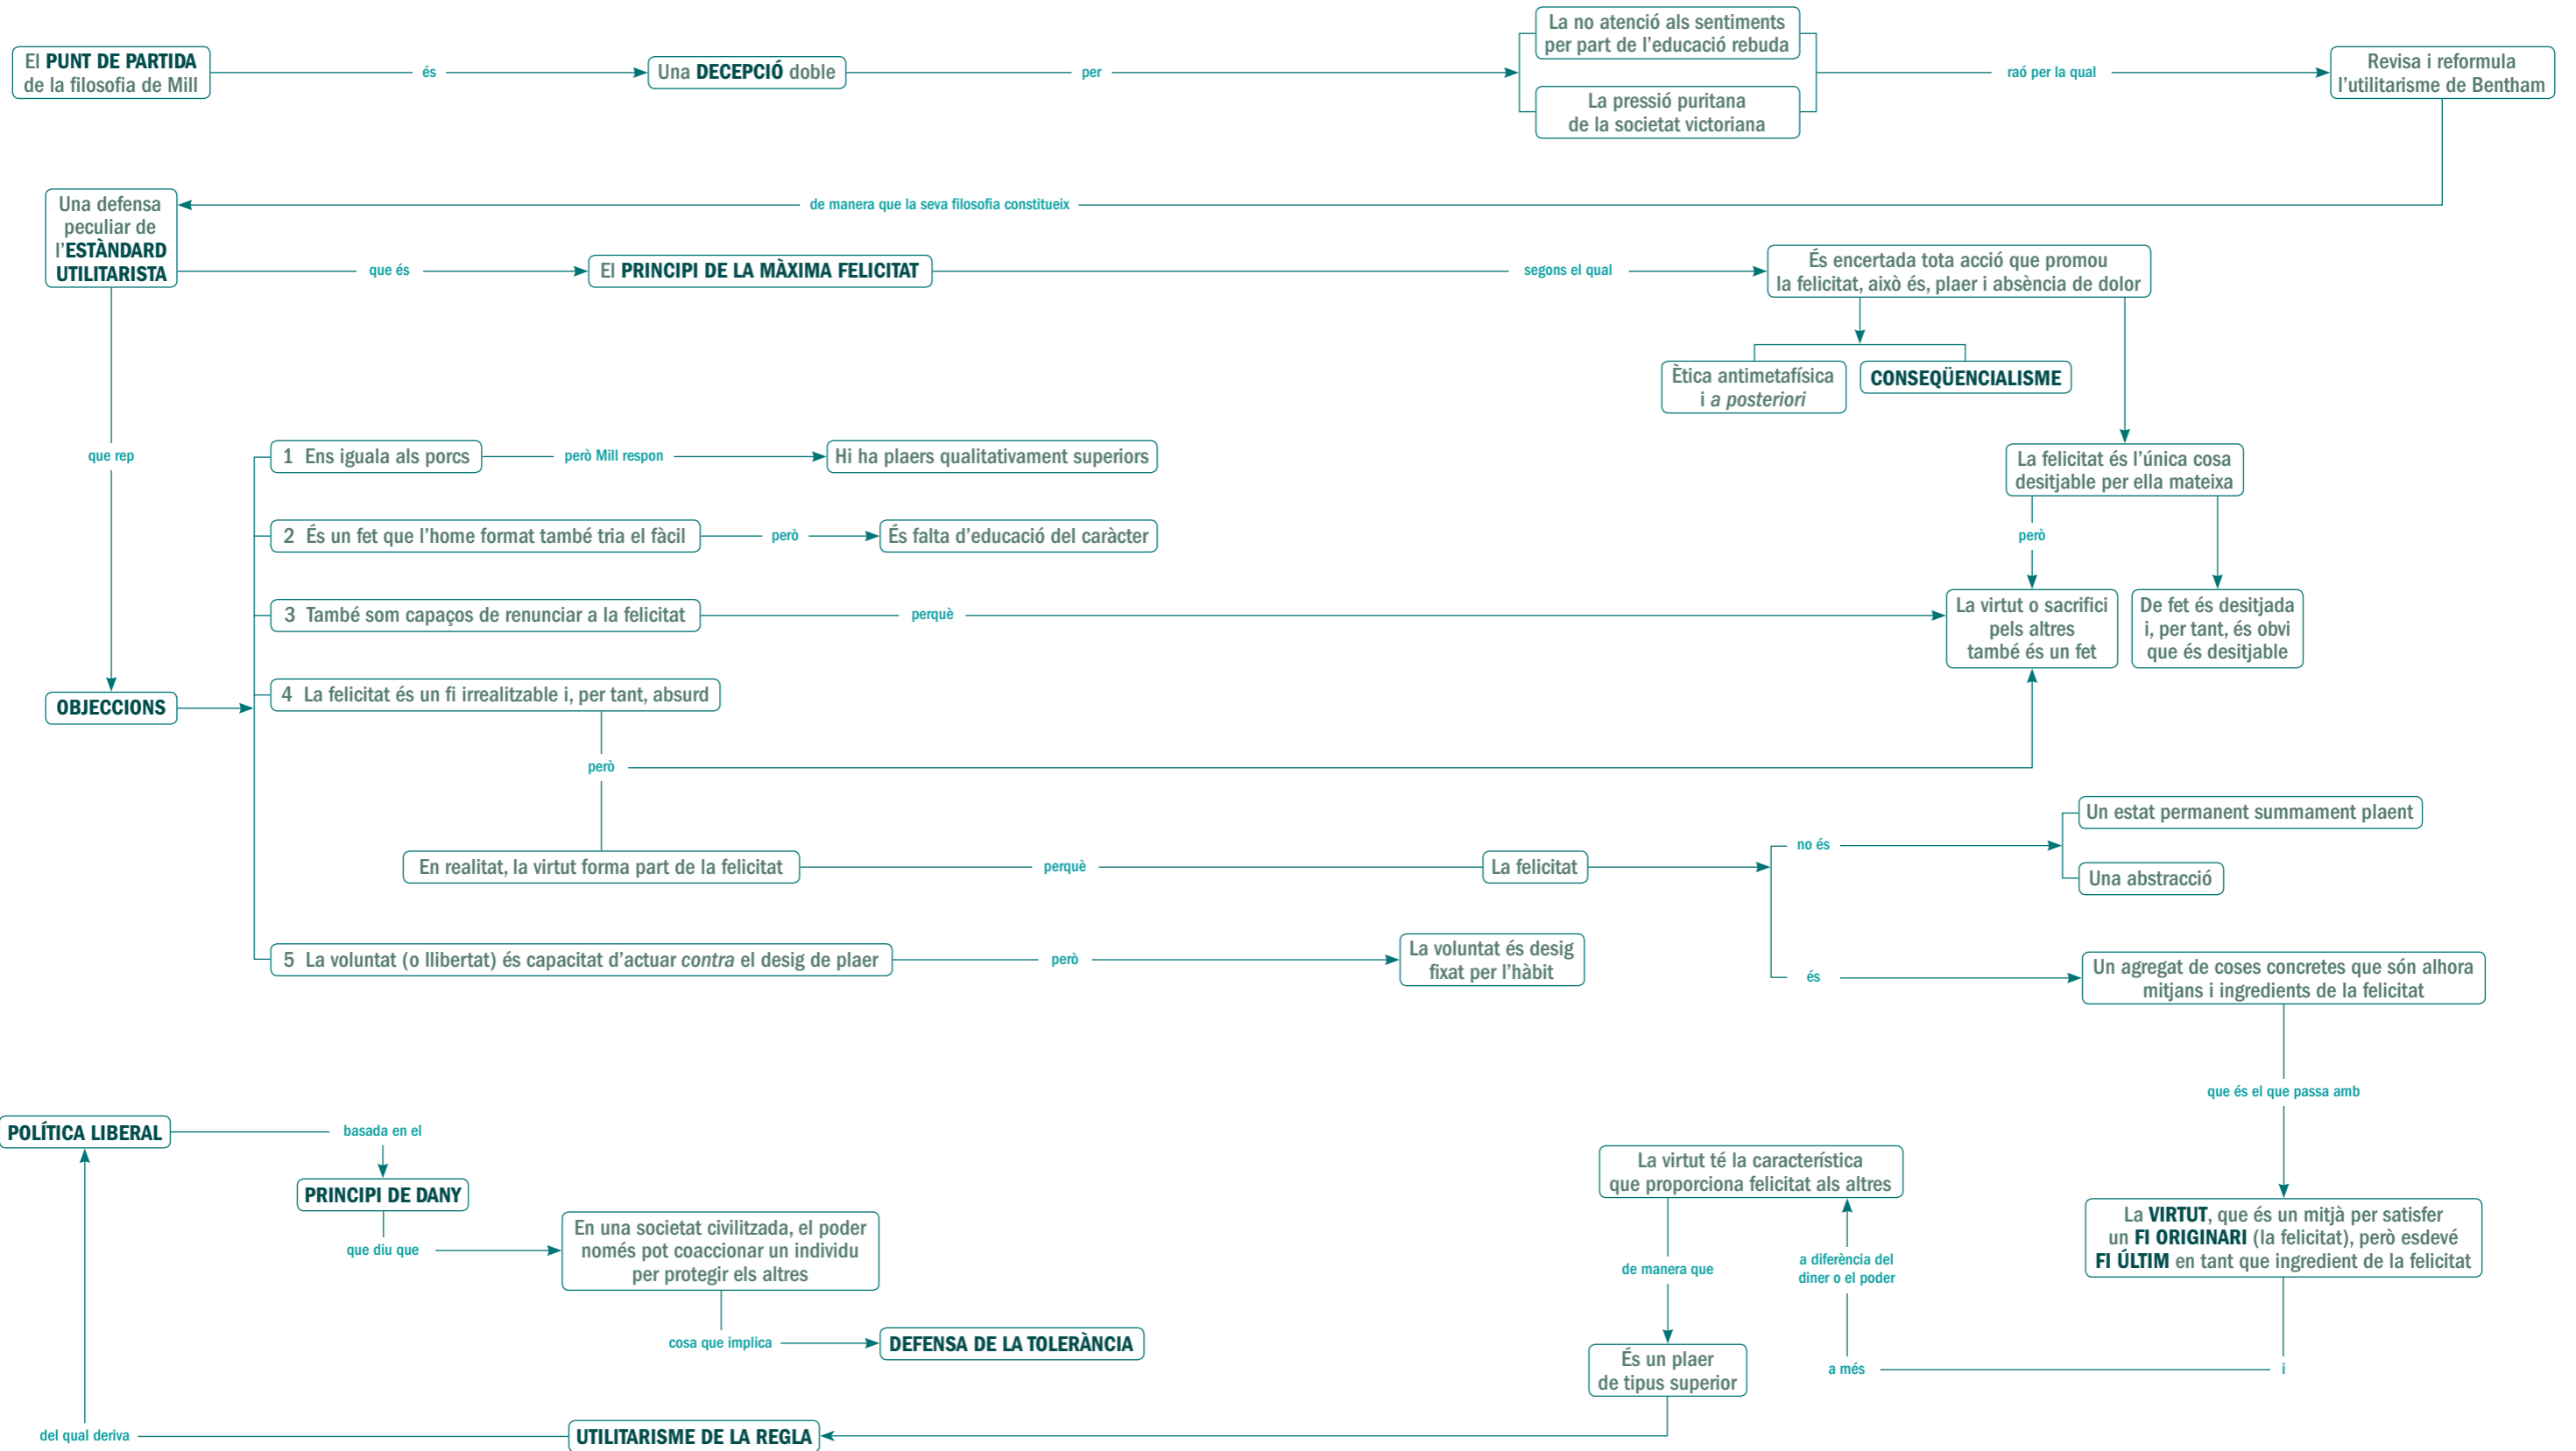 El PUNT DE PARTIDA
de la filosofia de Mill
és
Una DECEPCIÓ doble
per
La no atenció als sentiments
per part de l'educació rebuda
La pressió puritana
de la societat victoriana
raó per la qual
Revisa i reformula
l'utilitarisme de Bentham
de manera que la seva filosofia constitueix
Una defensa
peculiar de
l'ESTÀNDARD
UTILITARISTA
que és
El PRINCIPI DE LA MÀXIMA FELICITAT
segons el qual
És encertada tota acció que promou
la felicitat, això és, plaer i absència de dolor
Ètica antimetafísica
i a posteriori
CONSEQÜENCIALISME
La felicitat és l'única cosa
desitjable per ella mateixa
però
La virtut o sacrifici
pels altres
també és un fet
De fet és desitjada
i, per tant, és obvi
que és desitjable
que rep
OBJECCIONS
1 Ens iguala als porcs
però Mill respon
Hi ha plaers qualitativament superiors
2 És un fet que l'home format també tria el fàcil
però
És falta d'educació del caràcter
3 També som capaços de renunciar a la felicitat
perquè
4 La felicitat és un fi irrealitzable i, per tant, absurd
però
En realitat, la virtut forma part de la felicitat
perquè
La felicitat
no és
Un estat permanent summament plaent
Una abstracció
és
Un agregat de coses concretes que són alhora
mitjans i ingredients de la felicitat
5 La voluntat (o llibertat) és capacitat d'actuar contra el desig de plaer
però
La voluntat és desig
fixat per l'hàbit
que és el que passa amb
La VIRTUT, que és un mitjà per satisfer
un FI ORIGINARI (la felicitat), però esdevé
FI ÚLTIM en tant que ingredient de la felicitat
i
a més
a diferència del
diner o el poder
La virtut té la característica
que proporciona felicitat als altres
de manera que
És un plaer
de tipus superior
UTILITARISME DE LA REGLA
del qual deriva
POLÍTICA LIBERAL
basada en el
PRINCIPI DE DANY
que diu que
En una societat civilitzada, el poder
només pot coaccionar un individu
per protegir els altres
cosa que implica
DEFENSA DE LA TOLERÀNCIA